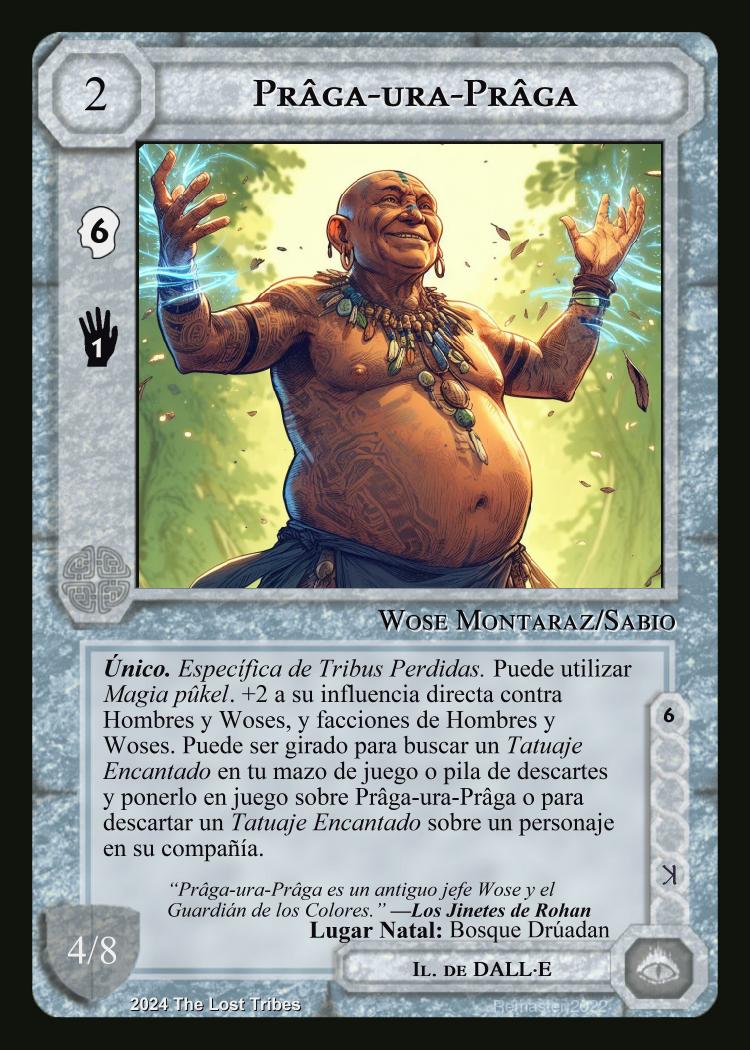 2
Prâga-ura-Prâga
6
1
Wose Montaraz/Sabio
Único. Específica de Tribus Perdidas. Puede utilizar
Magia pûkel. +2 a su influencia directa contra
Hombres y Woses, y facciones de Hombres y
Woses. Puede ser girado para buscar un Tatuaje
Encantado en tu mazo de juego o pila de descartes
y ponerlo en juego sobre Prâga-ura-Prâga o para
descartar un Tatuaje Encantado sobre un personaje
en su compañía.
6
“Prâga-ura-Prâga es un antiguo jefe Wose y el
Guardián de los Colores.” —Los Jinetes de Rohan
Lugar Natal: Bosque Drúadan
4/8
Il. de DALL·E
2024 The Lost Tribes
Remaster 2022